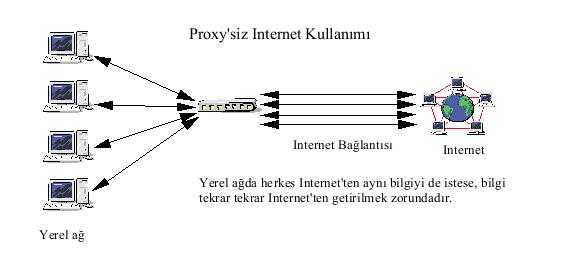 Proxy'siz Internet Kullanımı
Internet Bağlantısı
Internet
Yerel ağda herkes Internet'ten aynı bilgiyi de istese, bilgi
tekrar tekrar Internet'ten getirilmek zorundadır.
Yerel ağ